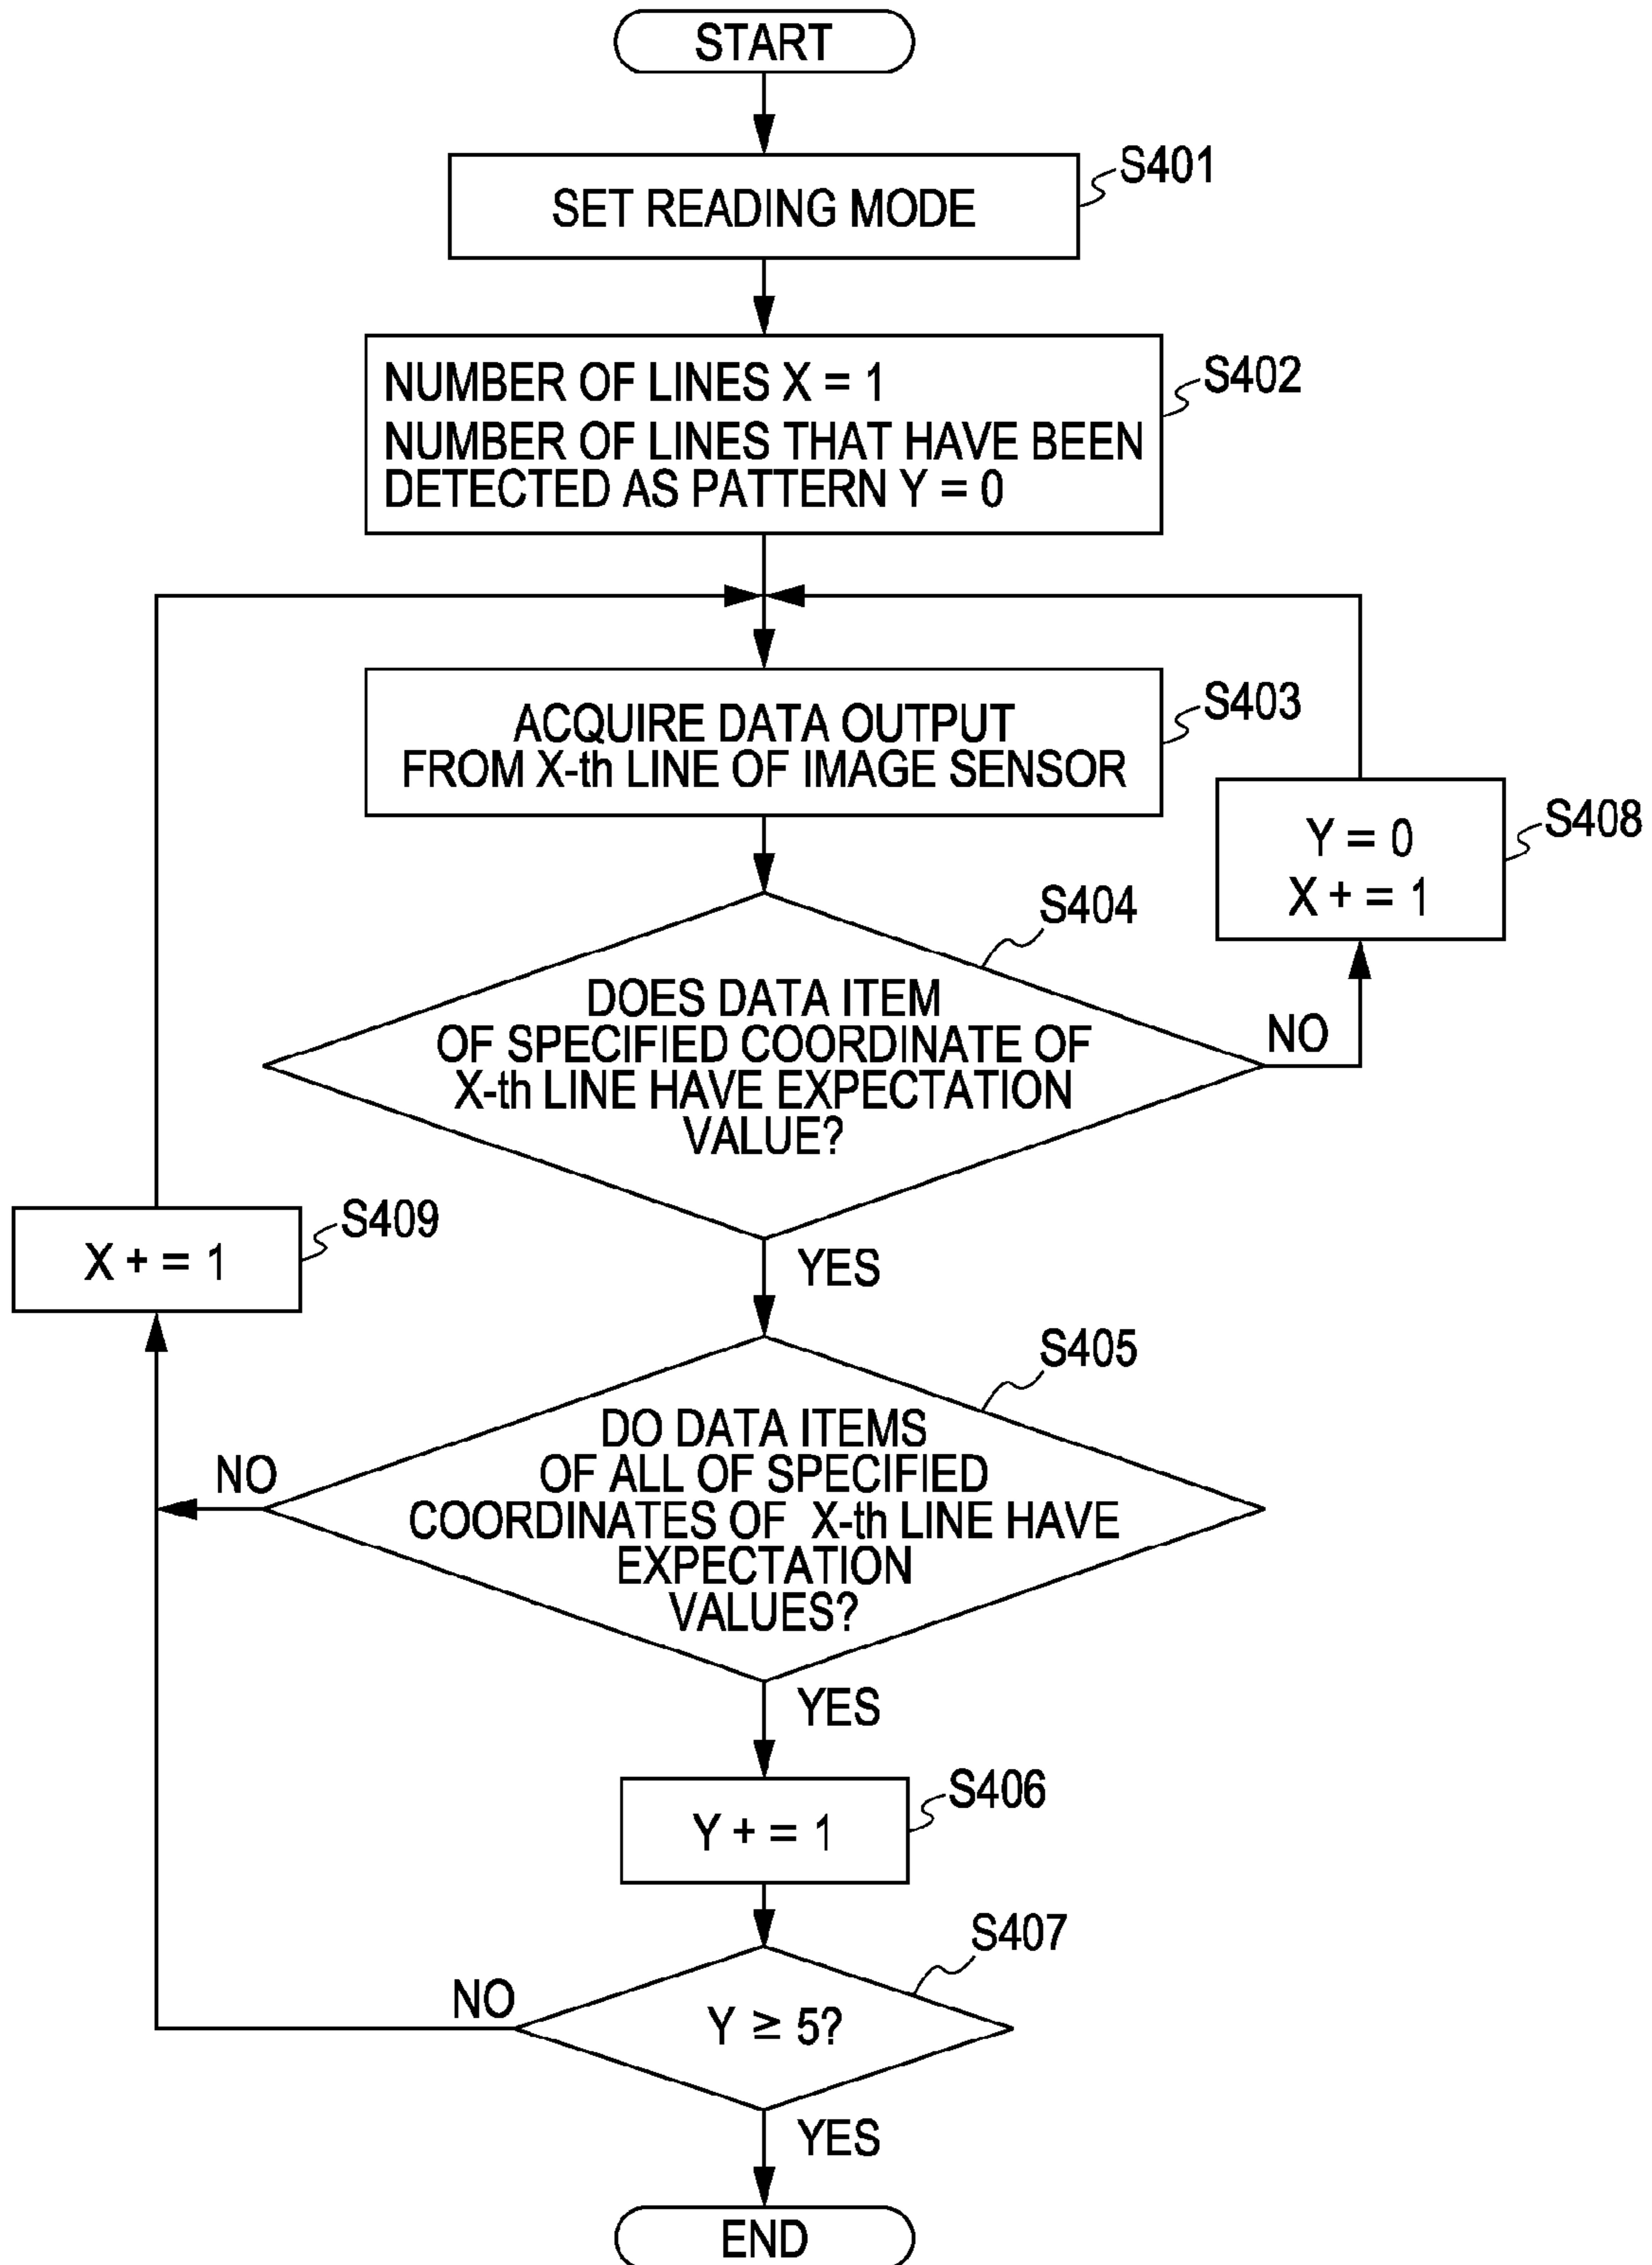 START
S401
SET READING MODE
S402
NUMBER OF LINES X = 1
NUMBER OF LINES THAT HAVE BEEN
DETECTED AS PATTERN Y = 0
S403
ACQUIRE DATA OUTPUT
FROM X-th LINE OF IMAGE SENSOR
S408
Y = 0
X + = 1
S404
DOES DATA ITEM
OF SPECIFIED COORDINATE OF
X-th LINE HAVE EXPECTATION
VALUE?
NO
YES
S409
X + = 1
S405
DO DATA ITEMS
OF ALL OF SPECIFIED
COORDINATES OF X-th LINE HAVE
EXPECTATION
VALUES?
NO
YES
S406
Y + = 1
S407
Y ≥ 5?
NO
YES
END